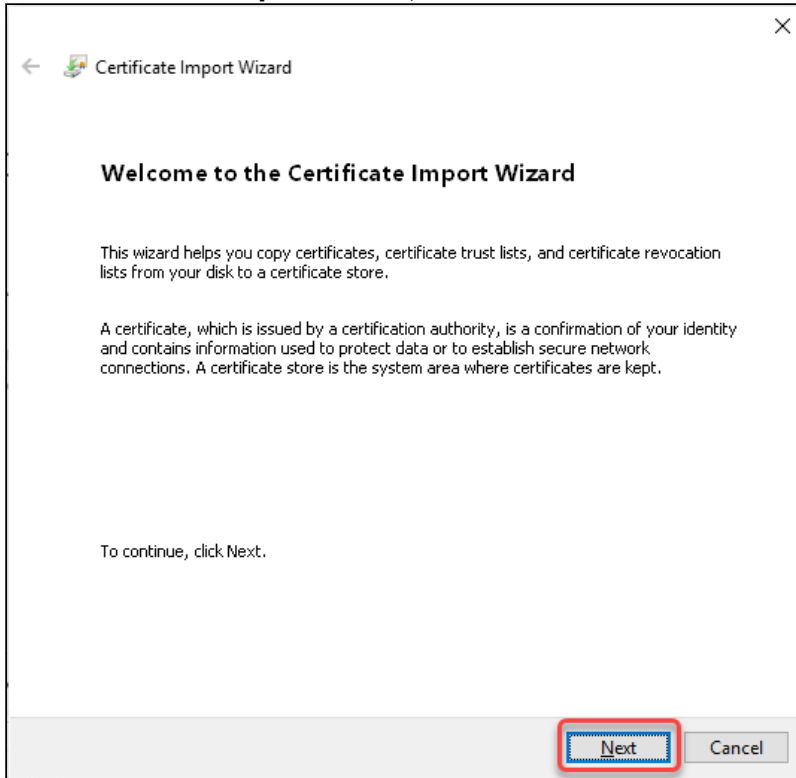 Certificate Import Wizard
Welcome to the Certificate Import Wizard
This wizard helps you copy certificates, certificate trust lists, and certificate revocation
lists from your disk to a certificate store.
A certificate, which is issued by a certification authority, is a confirmation of your identity
and contains information used to protect data or to establish secure network
connections. A certificate store is the system area where certificates are kept.
To continue, click Next.
Next
Cancel